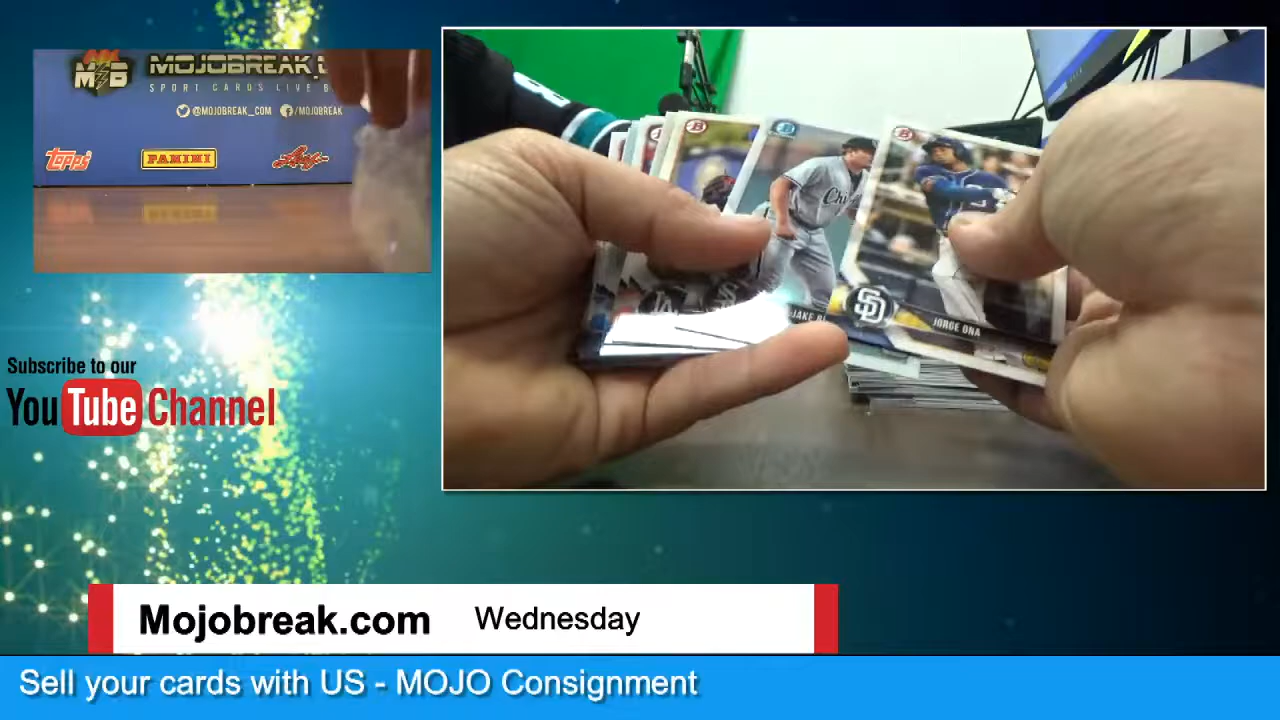 MOJOBREAK
SPORT CARDS LIVE B
@MOJOBREAK_COM /MOJOBREAK
Topps PANINI Leaf
Subscribe to our
YouTube Channel
B B B
Chi
SD
JAKE
JORGE ONA
Mojobreak.com Wednesday
Sell your cards with US - MOJO Consignment